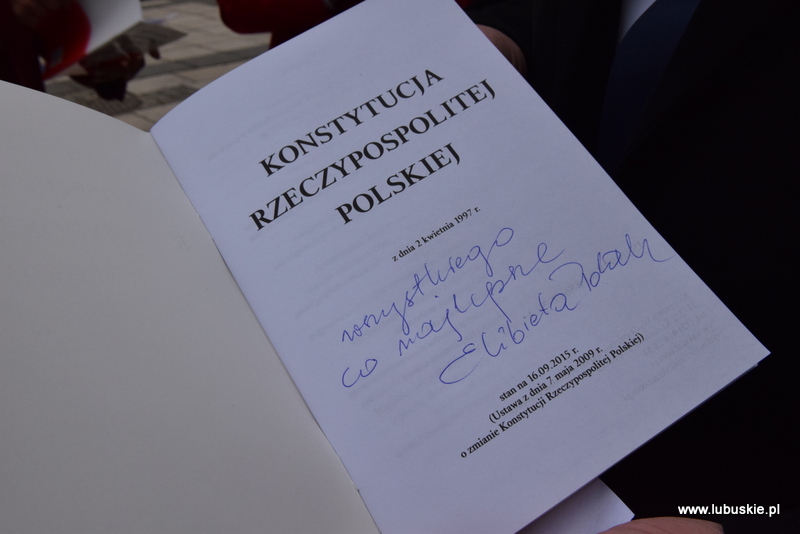 KONSTYTUCJA
RZECZYPOSPOLITEJ
POLSKIEJ
z dnia 2 kwietnia 1997 r.
wszystkiego
co najlepsze
Elżbieta Polak
stan na 16.09.2015 r.
(Ustawa z dnia 7 maja 2009 r.
o zmianie Konstytucji Rzeczypospolitej Polskiej)
www.lubuskie.pl